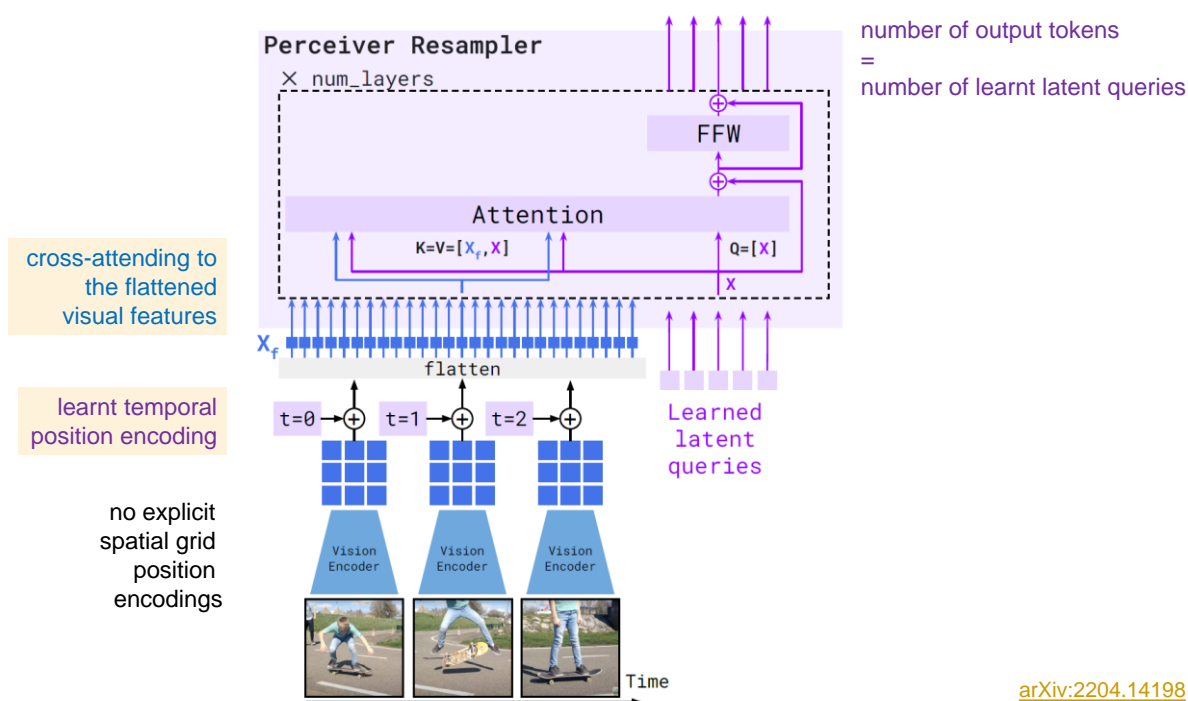 number of output tokens
=
number of learnt latent queries
Perceiver Resampler
× num_layers
FFW
Attention
K=V=[Xf,X]
Q=[X]
X
cross-attending to
the flattened
visual features
Xf
flatten
learnt temporal
position encoding
t=0
t=1
t=2
Learned
latent
queries
no explicit
spatial grid
position
encodings
Vision
Encoder
Vision
Encoder
Vision
Encoder
Time
arXiv:2204.14198